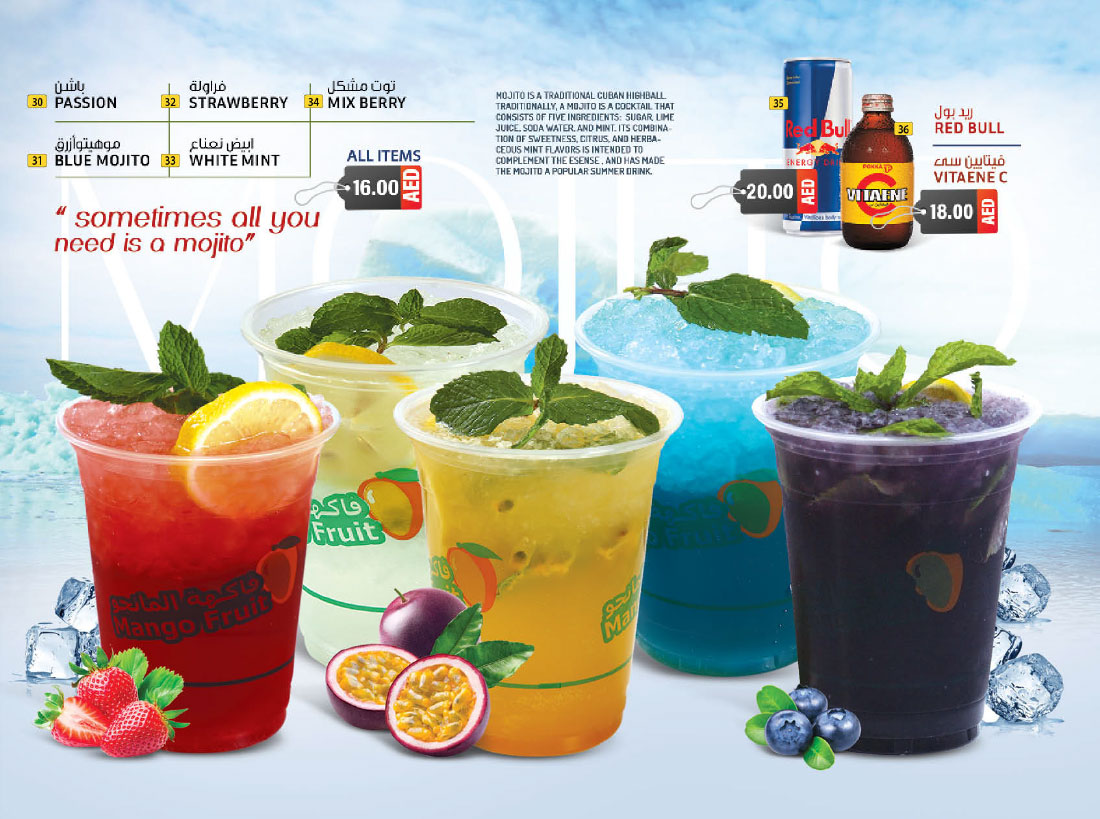 باشن
30 PASSION
فراولة
32 STRAWBERRY
توت مشكل
34 MIX BERRY
موهيتوأزرق
31 BLUE MOJITO
ابيض نعناع
33 WHITE MINT
ALL ITEMS
16.00 AED
“ sometimes all you
need is a mojito”
MOJITO IS A TRADITIONAL CUBAN HIGHBALL.
TRADITIONALLY, A MOJITO IS A COCKTAIL THAT
CONSISTS OF FIVE INGREDIENTS: SUGAR, LIME
JUICE, SODA WATER, AND MINT. ITS COMBINA-
TION OF SWEETNESS, CITRUS, AND HERBA-
CEOUS MINT FLAVORS IS INTENDED TO
COMPLEMENT THE ESENSE , AND HAS MADE
THE MOJITO A POPULAR SUMMER DRINK.
35
Red Bull
ENERGY DRINK
20.00 AED
36
POKKA
VITAENE
C
ريد بول
RED BULL
فيتايين سي
VITAENE C
18.00 AED
MOJITO
فاكهة المانجو
Mango Fruit
Fruit